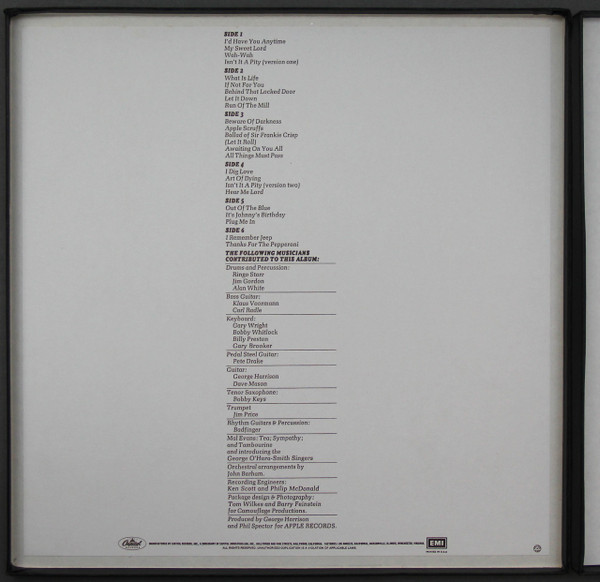 SIDE 1
I'd Have You Anytime
My Sweet Lord
Wah-Wah
Isn't It A Pity (version one)
SIDE 2
What Is Life
If Not For You
Behind That Locked Door
Let It Down
Run Of The Mill
SIDE 3
Beware Of Darkness
Apple Scruffs
Ballad of Sir Frankie Crisp
(Let It Roll)
Awaiting On You All
All Things Must Pass
SIDE 4
I Dig Love
Art Of Dying
Isn't It A Pity (version two)
Hear Me Lord
SIDE 5
Out Of The Blue
It's Johnny's Birthday
Plug Me In
SIDE 6
I Remember Jeep
Thanks For The Pepperoni
THE FOLLOWING MUSICIANS
CONTRIBUTED TO THIS ALBUM:
Drums and Percussion:
Ringo Starr
Jim Gordon
Alan White
Bass Guitar:
Klaus Voormann
Carl Radle
Keyboard:
Gary Wright
Bobby Whitlock
Billy Preston
Gary Brooker
Pedal Steel Guitar:
Pete Drake
Guitar:
George Harrison
Dave Mason
Tenor Saxophone:
Bobby Keys
Trumpet
Jim Price
Rhythm Guitars & Percussion:
Badfinger
Mal Evans: Tea; Sympathy;
and Tambourine
and introducing the
George O'Hara-Smith Singers
Orchestral arrangements by
John Barham.
Recording Engineers:
Ken Scott and Philip McDonald
Package design & Photography:
Tom Wilkes and Barry Feinstein
for Camouflage Productions.
Produced by George Harrison
and Phil Spector for APPLE RECORDS.
Capitol
EMI
ALL RIGHTS RESERVED. UNAUTHORIZED DUPLICATION IS A VIOLATION OF APPLICABLE LAWS.
PRINTED IN U.S.A.